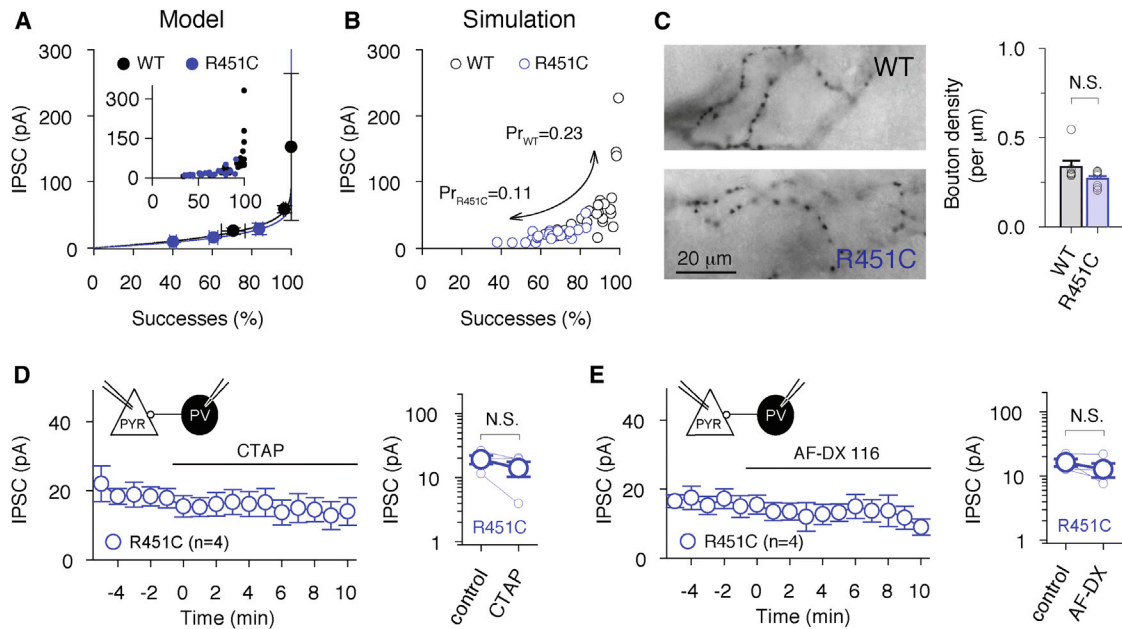 A
Model
IPSC (pA)
300
200
100
0
WT
R451C
300
150
0
0
50
100
0
20
40
60
80
100
Successes (%)
B
Simulation
IPSC (pA)
300
200
100
0
WT
R451C
PrWT=0.23
PrR451C=0.11
0
20
40
60
80
100
Successes (%)
C
WT
20 μm
R451C
Bouton density
(per μm)
1.0
0.5
0.0
N.S.
WT
R451C
D
PYR
PV
IPSC (pA)
40
20
0
CTAP
R451C (n=4)
-4 -2 0 2 4 6 8 10
Time (min)
IPSC (pA)
100
10
1
N.S.
R451C
control
CTAP
E
PYR
PV
IPSC (pA)
40
20
0
AF-DX 116
R451C (n=4)
-4 -2 0 2 4 6 8 10
Time (min)
IPSC (pA)
100
10
1
N.S.
R451C
control
AF-DX